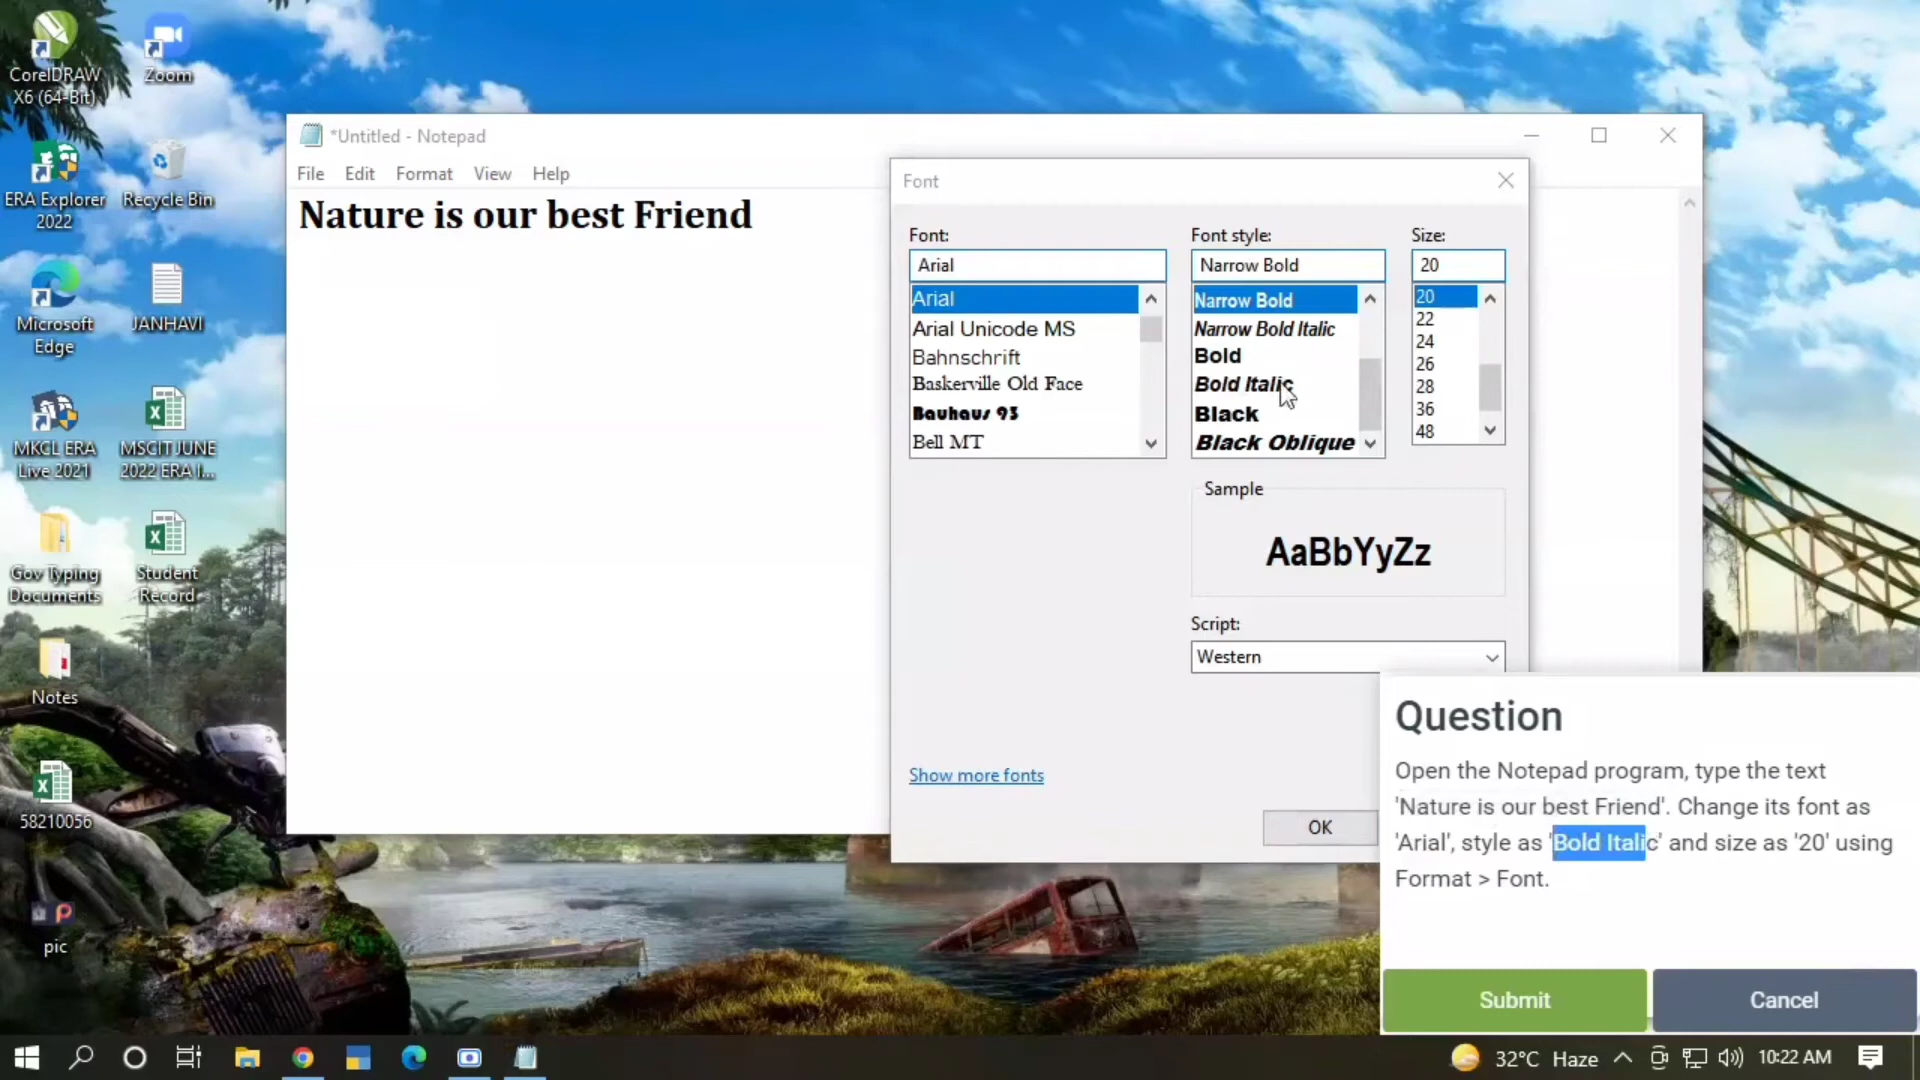 CorelDRAW
X6 (64-Bit)
Zoom
ERA Explorer
2022
Recycle Bin
Microsoft
Edge
JANHAVI
MKCL ERA
Live 2021
MSCIT JUNE
2022 ERA I...
Gov Typing
Documents
Student
Record
Notes
58210056
pic
*Untitled - Notepad
File Edit Format View Help
Nature is our best Friend
Font
Font:
Arial
Arial
Arial Unicode MS
Bahnschrift
Baskerville Old Face
Bauhaus 93
Bell MT
Font style:
Narrow Bold
Narrow Bold
Narrow Bold Italic
Bold
Bold Italic
Black
Black Oblique
Size:
20
20
22
24
26
28
36
48
Sample
AaBbYyZz
Script:
Western
Show more fonts
OK
Question
Open the Notepad program, type the text
'Nature is our best Friend'. Change its font as
'Arial', style as 'Bold Italic' and size as '20' using
Format > Font.
Submit
Cancel
32°C Haze
10:22 AM